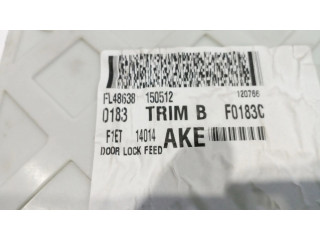 FL48638 150512 120766
0183 TRIM B F0183C
F1ET 14014 AKE
DOOR LOCK FEED